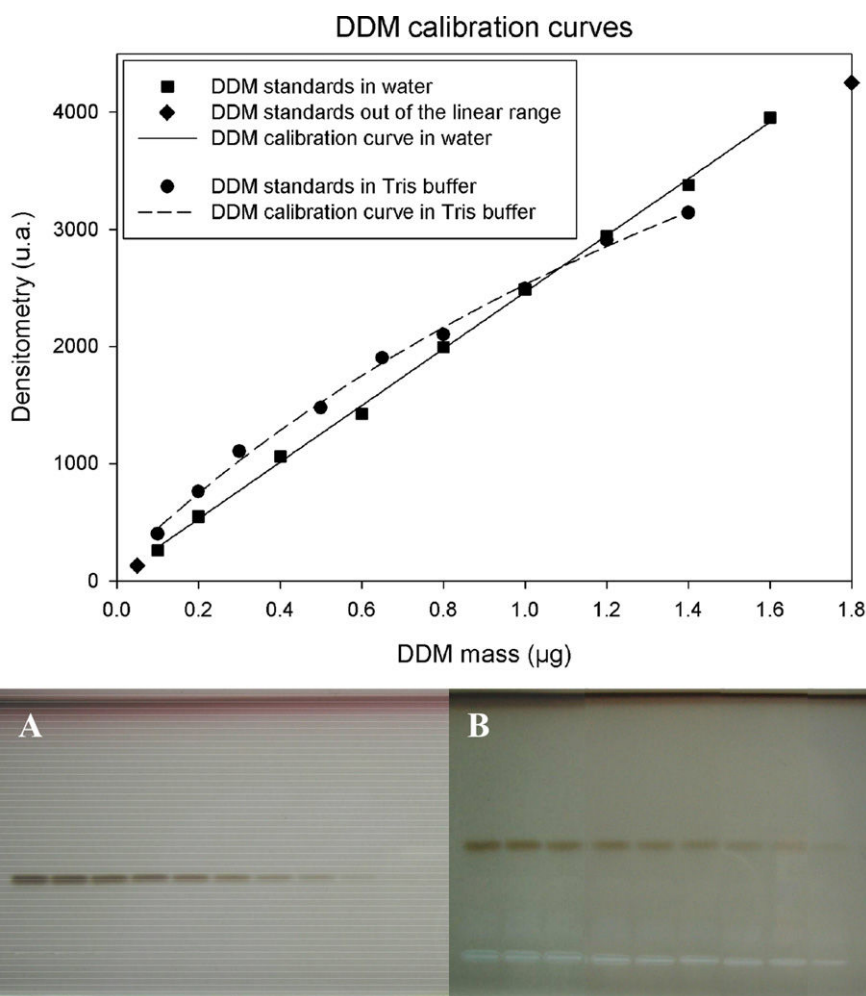 DDM calibration curves
DDM standards in water
DDM standards out of the linear range
DDM calibration curve in water
DDM standards in Tris buffer
DDM calibration curve in Tris buffer
Densitometry (u.a.)
4000
3000
2000
1000
0
0.0 0.2 0.4 0.6 0.8 1.0 1.2 1.4 1.6 1.8
DDM mass (µg)
A B